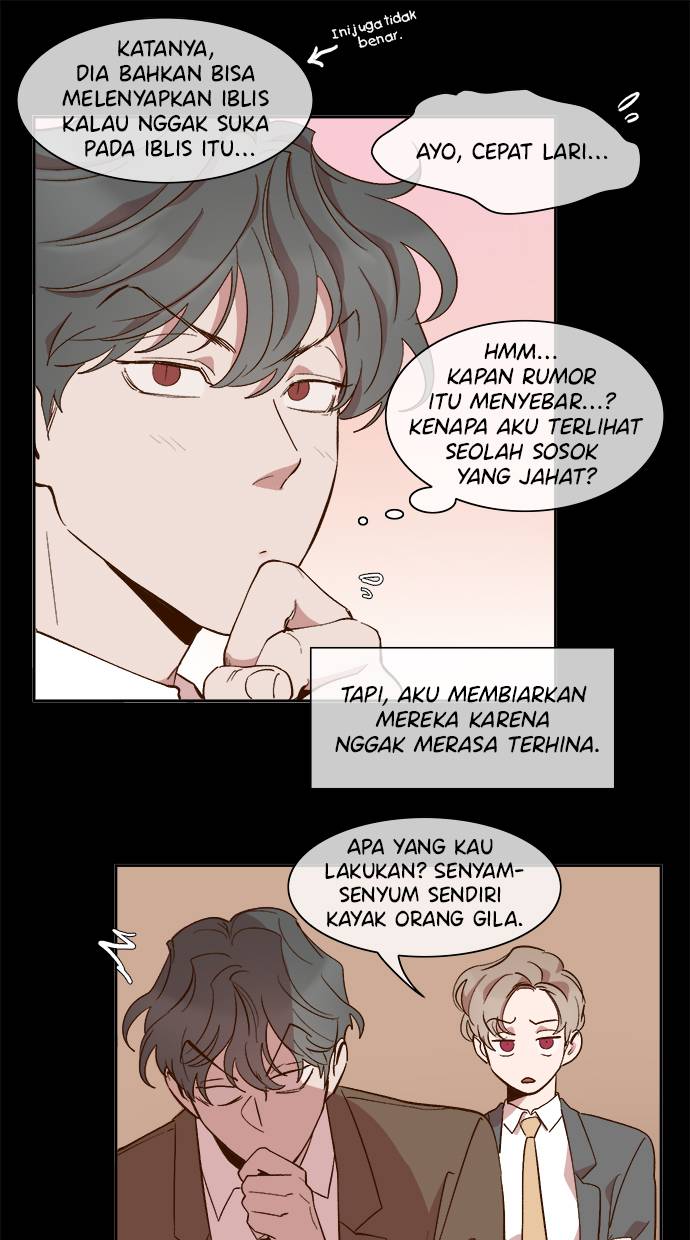 KATANYA,
DIA BAHKAN BISA
MELENYAPKAN IBLIS
KALAU NGGAK SUKA
PADA IBLIS ITU...
Ini juga tidak
benar.
AYO, CEPAT LARI...
HMM...
KAPAN RUMOR
ITU MENYEBAR...?
KENAPA AKU TERLIHAT
SEOLAH SOSOK
YANG JAHAT?
TAPI, AKU MEMBIARKAN
MEREKA KARENA
NGGAK MERASA TERHINA.
APA YANG KAU
LAKUKAN? SENYAM-
SENYUM SENDIRI
KAYAK ORANG GILA.